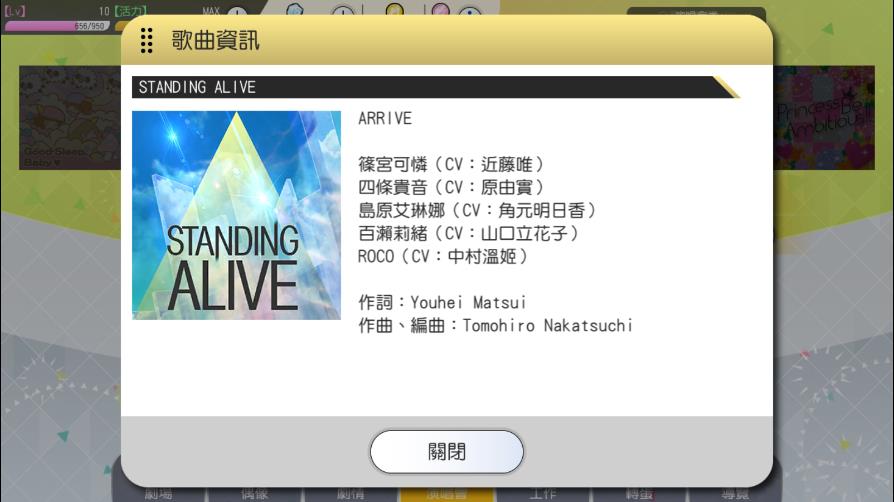 【Lv】
10【活力】
MAX
656/950
歌曲資訊
STANDING ALIVE
ARRIVE
篠宮可憐（CV：近藤唯）
四條貴音（CV：原由實）
島原艾琳娜（CV：角元明日香）
百瀨莉緒（CV：山口立花子）
ROCO（CV：中村溫姬）
作詞：Youhei Matsui
作曲、編曲：Tomohiro Nakatsuchi
STANDING
ALIVE
Good-Sleep,
Baby♥
Princess Be
Ambitious!!
關閉
劇場
偶像
劇情
演唱會
工作
轉蛋
導覽